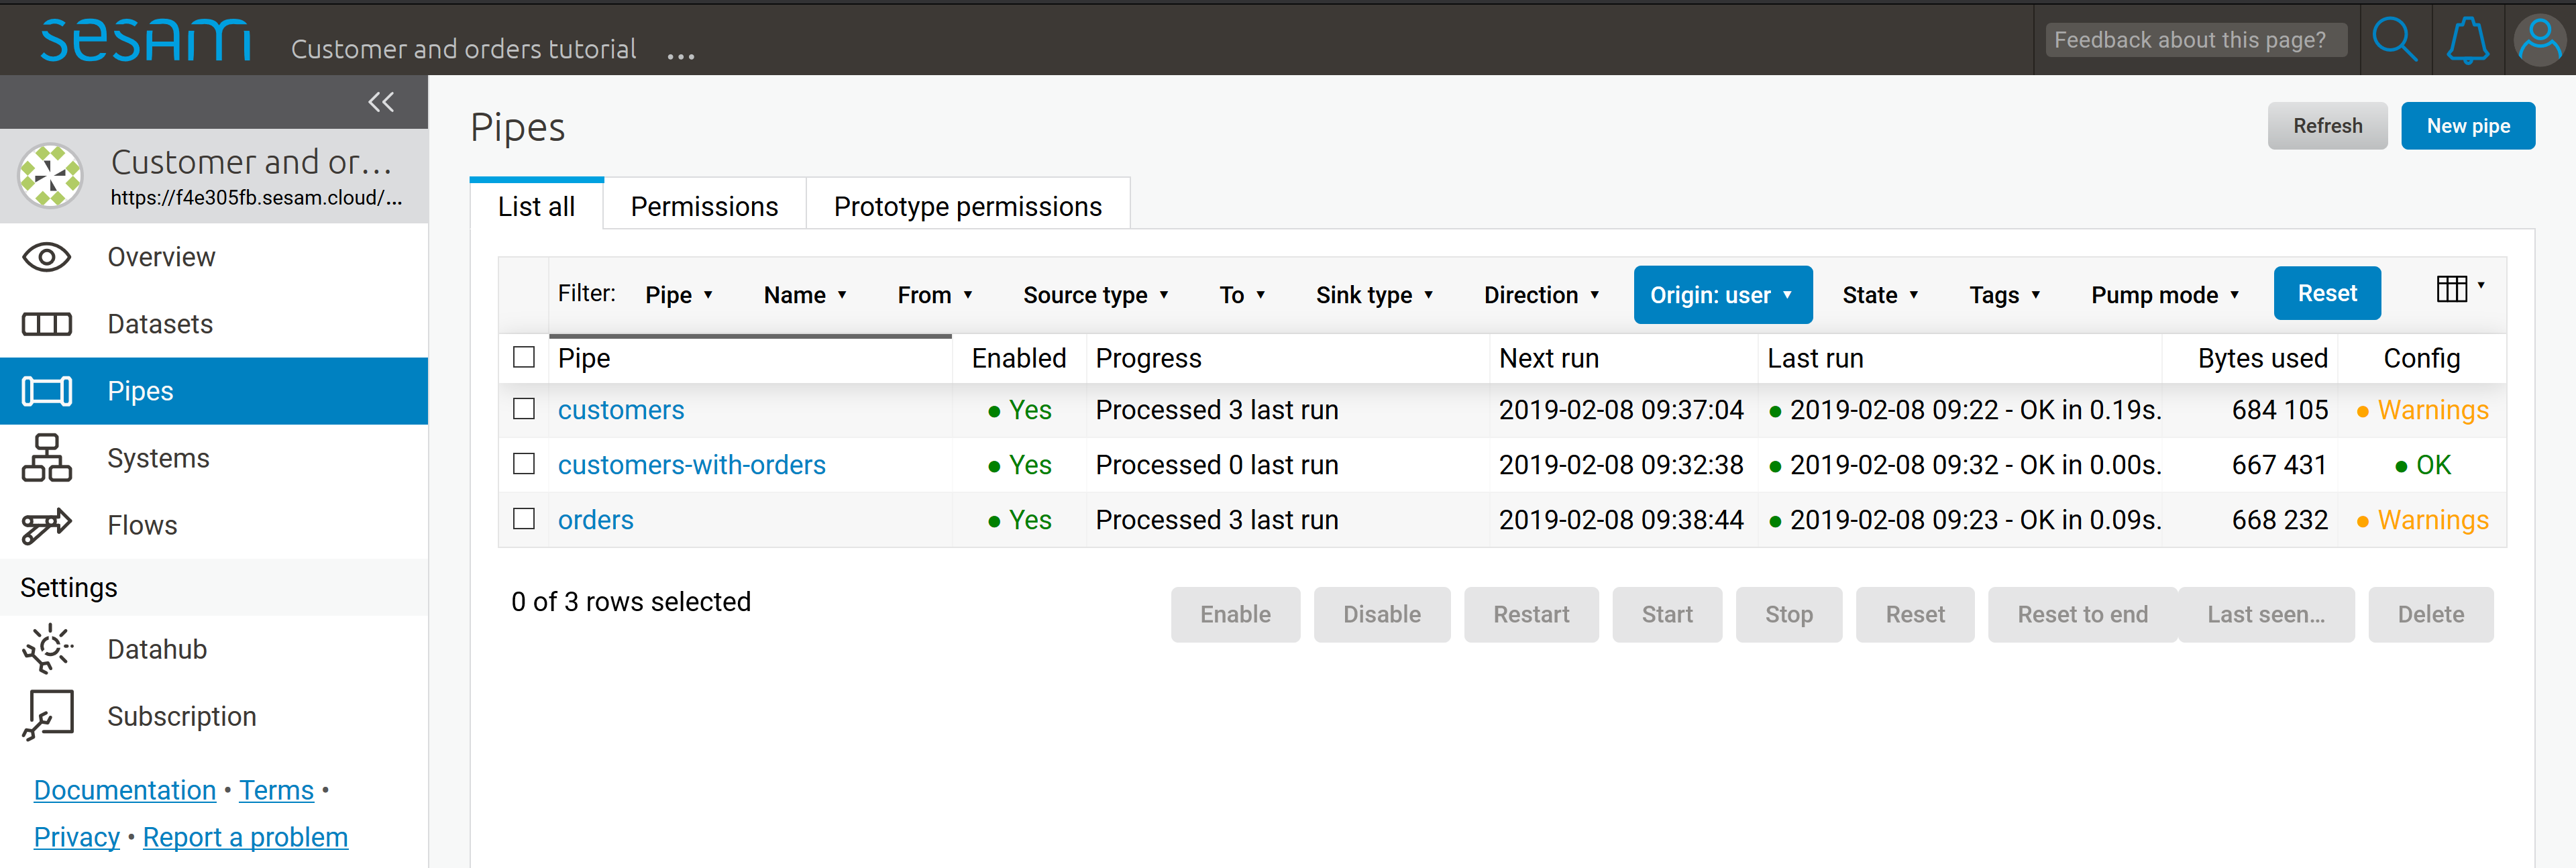 sesam Customer and orders tutorial ... Feedback about this page?
Customer and or...
https://f4e305fb.sesam.cloud/...
Overview
Datasets
Pipes
Systems
Flows
Settings
Datahub
Subscription
Documentation • Terms •
Privacy • Report a problem
Pipes Refresh New pipe
List all Permissions Prototype permissions
Filter: Pipe Name From Source type To Sink type Direction Origin: user State Tags Pump mode Reset
Pipe Enabled Progress Next run Last run Bytes used Config
customers ● Yes Processed 3 last run 2019-02-08 09:37:04 ● 2019-02-08 09:22 - OK in 0.19s. 684 105 ● Warnings
customers-with-orders ● Yes Processed 0 last run 2019-02-08 09:32:38 ● 2019-02-08 09:32 - OK in 0.00s. 667 431 ● OK
orders ● Yes Processed 3 last run 2019-02-08 09:38:44 ● 2019-02-08 09:23 - OK in 0.09s. 668 232 ● Warnings
0 of 3 rows selected Enable Disable Restart Start Stop Reset Reset to end Last seen... Delete